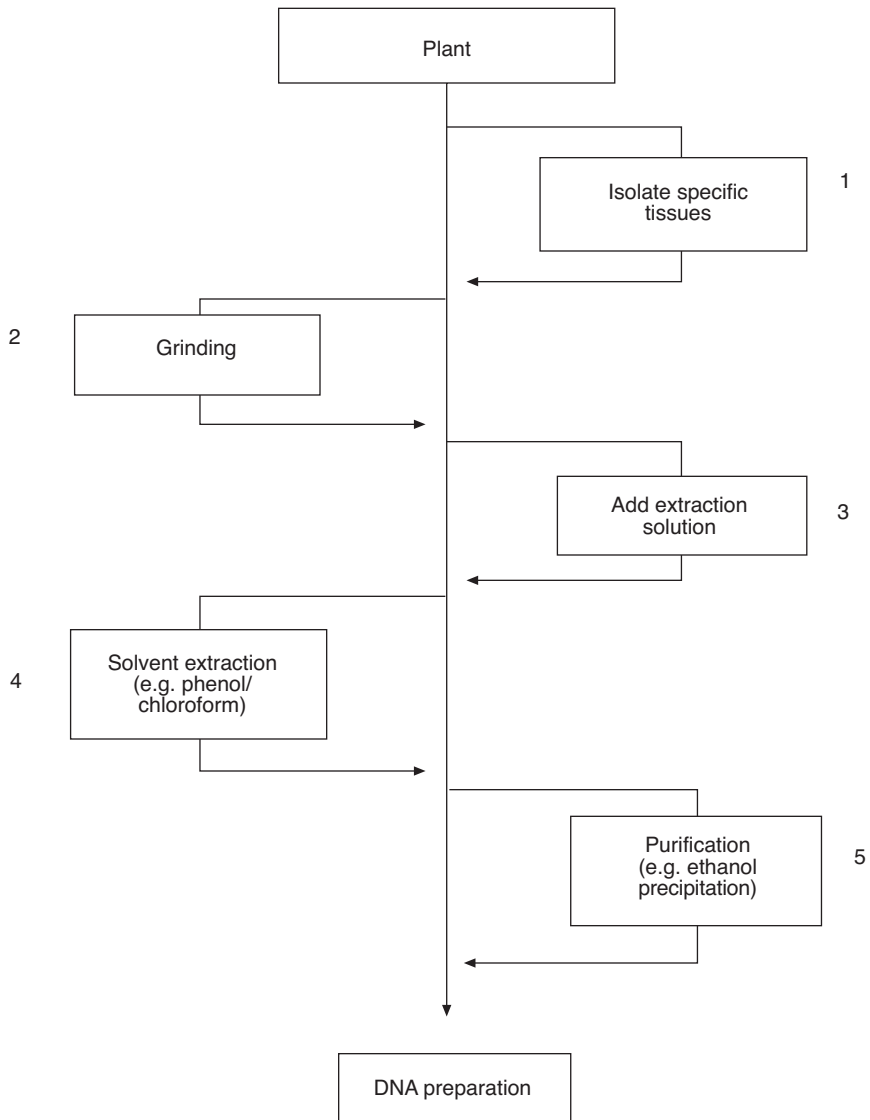 Plant
Isolate specific
tissues
1
2
Grinding
Add extraction
solution
3
Solvent extraction
(e.g. phenol/
chloroform)
4
Purification
(e.g. ethanol
precipitation)
5
DNA preparation